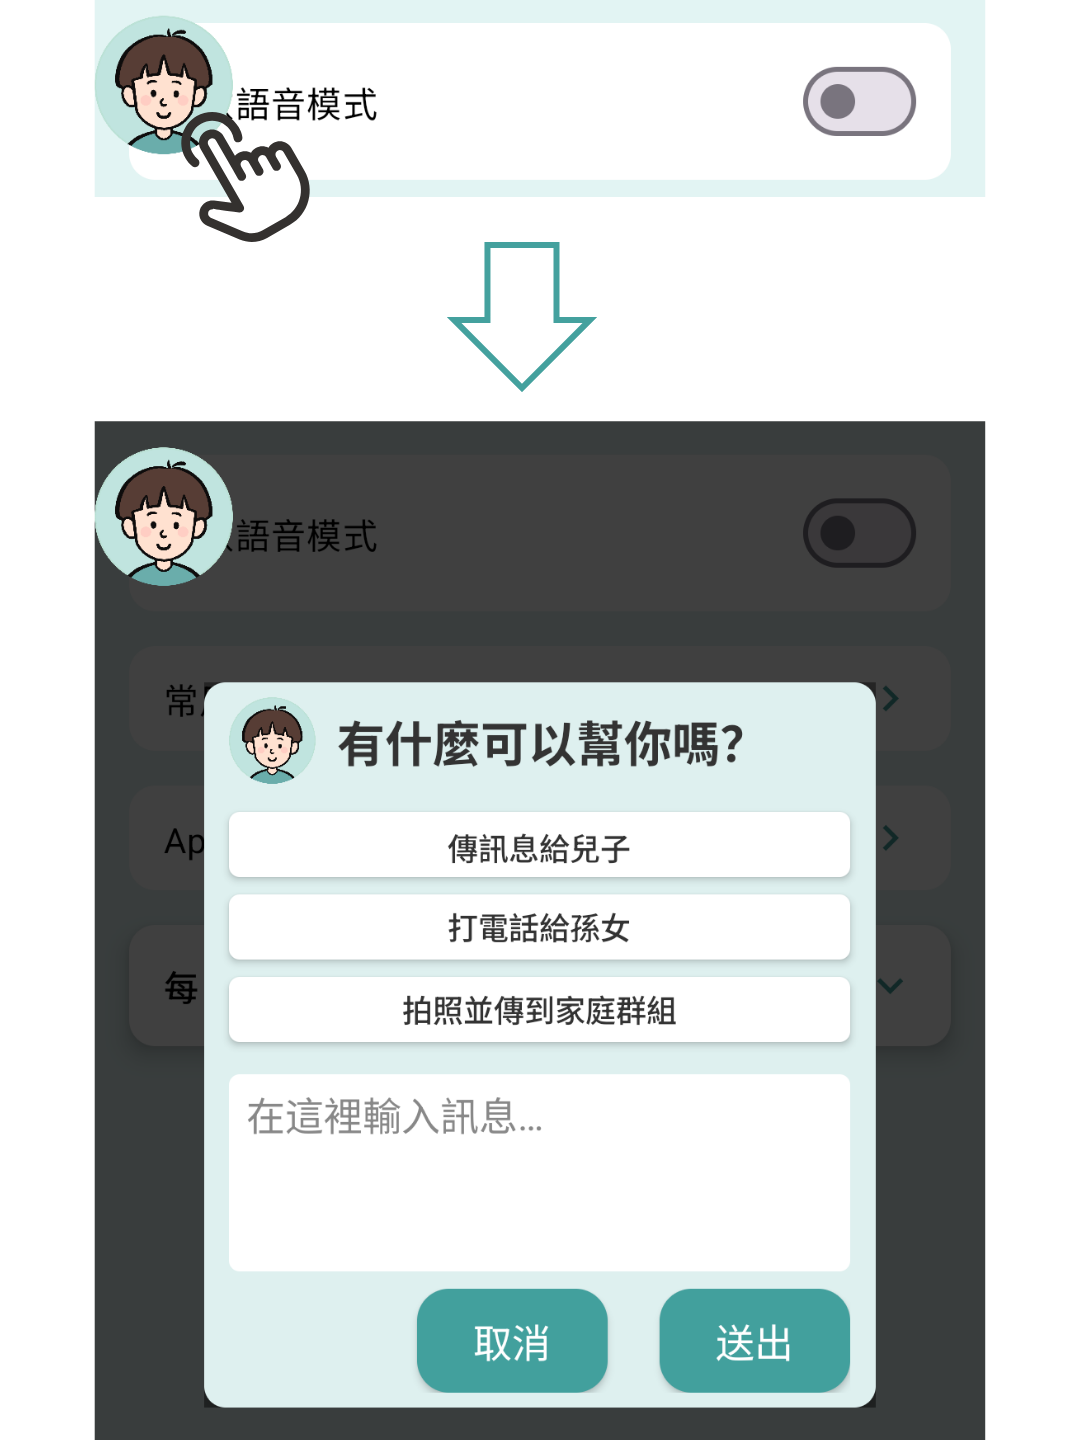 語音模式
語音模式
常
有什麼可以幫你嗎?
傳訊息給兒子
Ap
打電話給孫女
每
拍照並傳到家庭群組
在這裡輸入訊息...
取消
送出